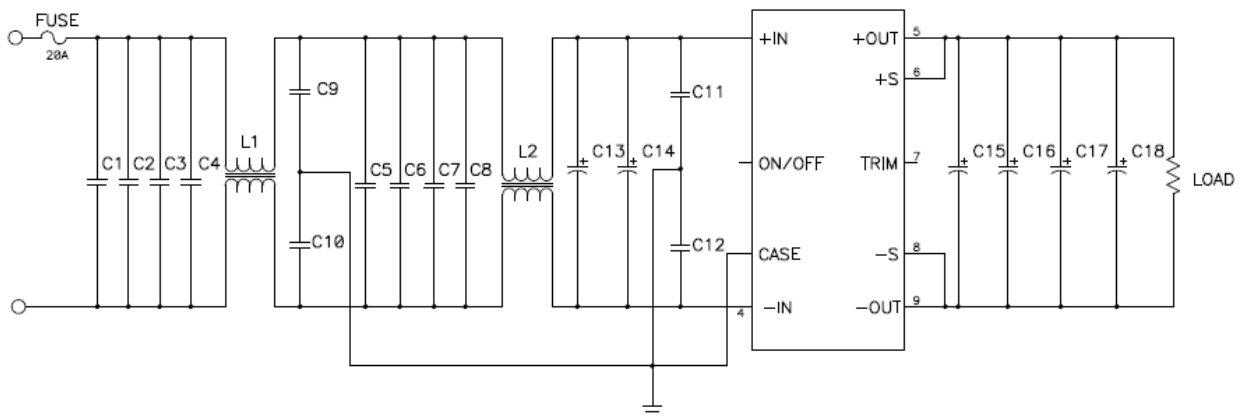 FUSE
20A
C1
C2
C3
C4
L1
C9
C10
C5
C6
C7
C8
L2
C13
C14
C11
C12
+IN
ON/OFF
CASE
-IN
4
+OUT
5
+S
6
TRIM
7
-S
8
-OUT
9
C15
C16
C17
C18
LOAD
+
+
+
+
+
+